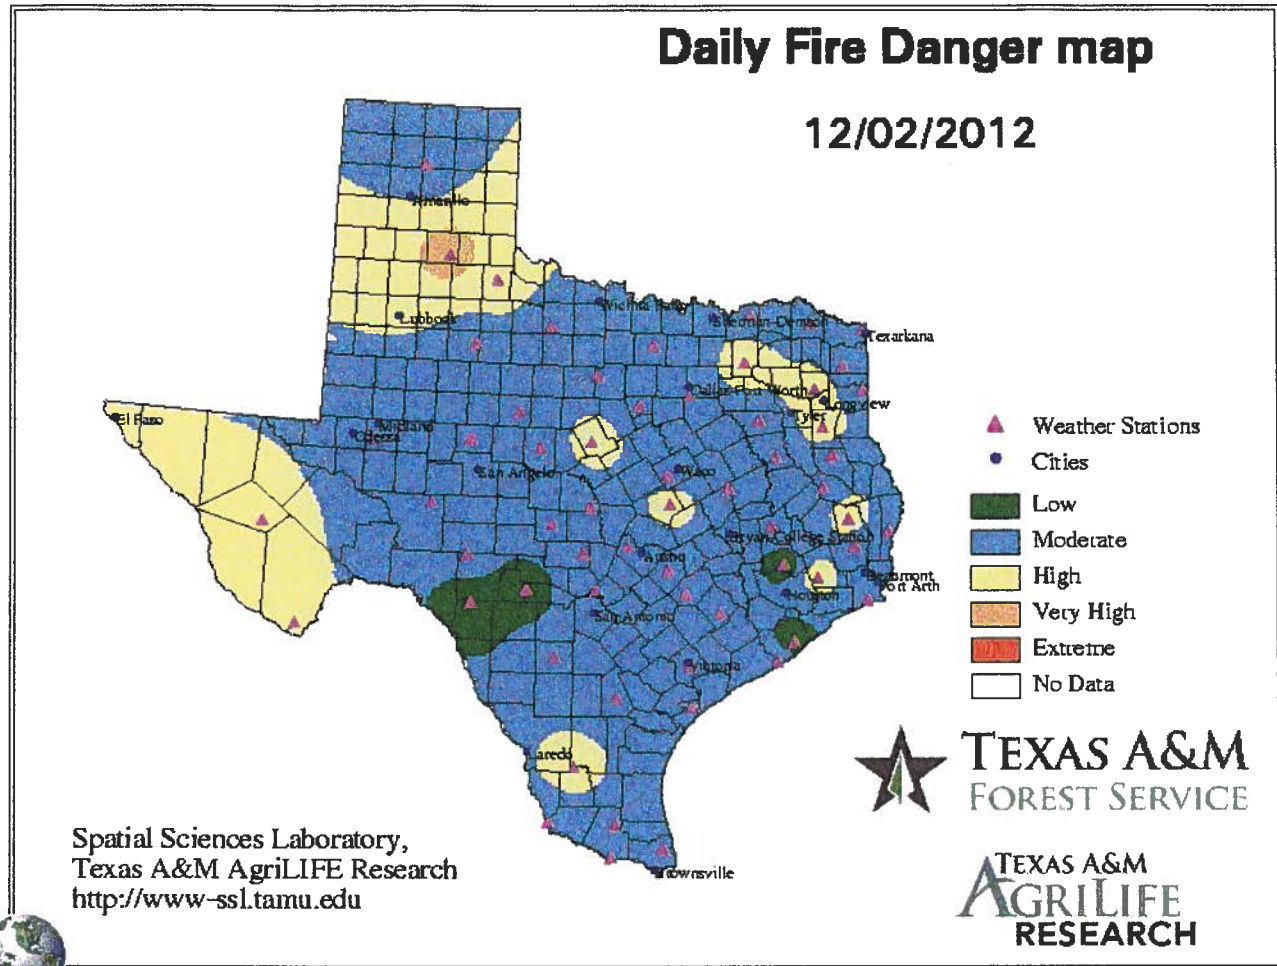 Daily Fire Danger map
12/02/2012
Amarillo
Lubbock
Wichita Falls
Sherman-Denison
Texarkana
Dallas Fort Worth
Longview
Tyler
El Paso
Midland
Odessa
San Angelo
Waco
Bryan-College Station
Austin
Beaumont
Port Arth
Houston
San Antonio
Victoria
Laredo
Brownsville
Weather Stations
Cities
Low
Moderate
High
Very High
Extreme
No Data
TEXAS A&M
FOREST SERVICE
Spatial Sciences Laboratory,
Texas A&M AgriLIFE Research
http://www-ssl.tamu.edu
TEXAS A&M
AGRILIFE
RESEARCH